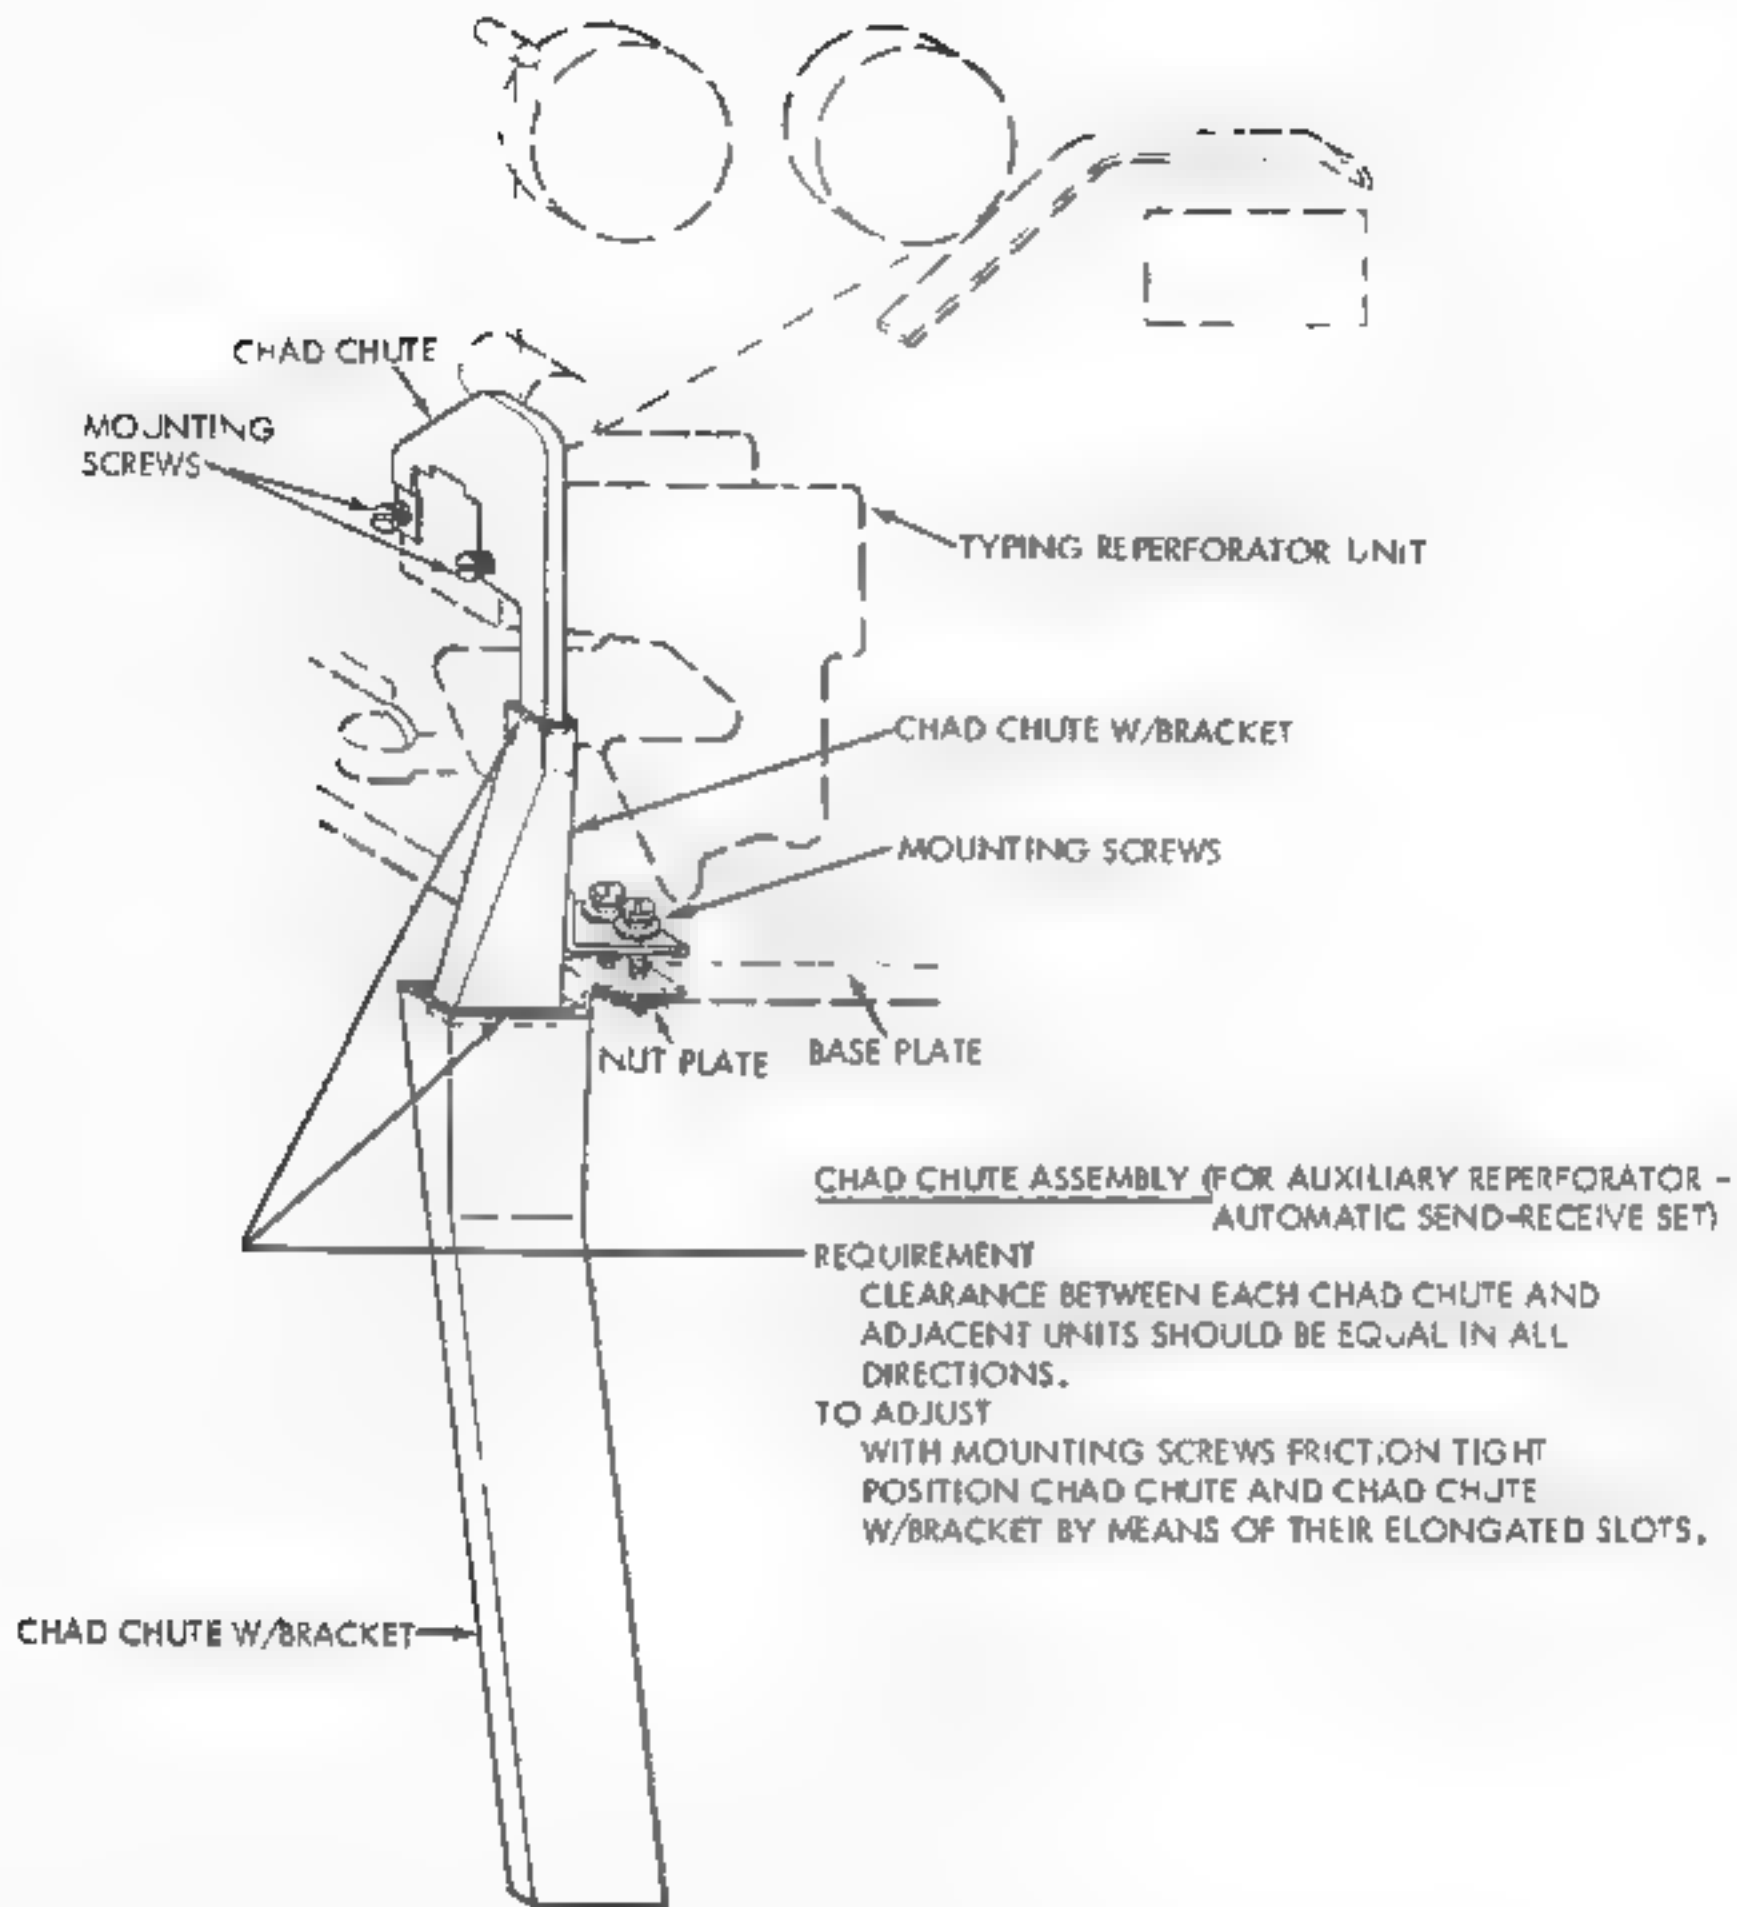 CHAD CHUTE
MOUNTING
SCREWS
TYPING REPERFORATOR UNIT
CHAD CHUTE W/BRACKET
MOUNTING SCREWS
NUT PLATE
BASE PLATE
CHAD CHUTE ASSEMBLY (FOR AUXILIARY REPERFORATOR -
AUTOMATIC SEND-RECEIVE SET)
REQUIREMENT
CLEARANCE BETWEEN EACH CHAD CHUTE AND
ADJACENT UNITS SHOULD BE EQUAL IN ALL
DIRECTIONS.
TO ADJUST
WITH MOUNTING SCREWS FRICTION TIGHT
POSITION CHAD CHUTE AND CHAD CHUTE
W/BRACKET BY MEANS OF THEIR ELONGATED SLOTS.
CHAD CHUTE W/BRACKET